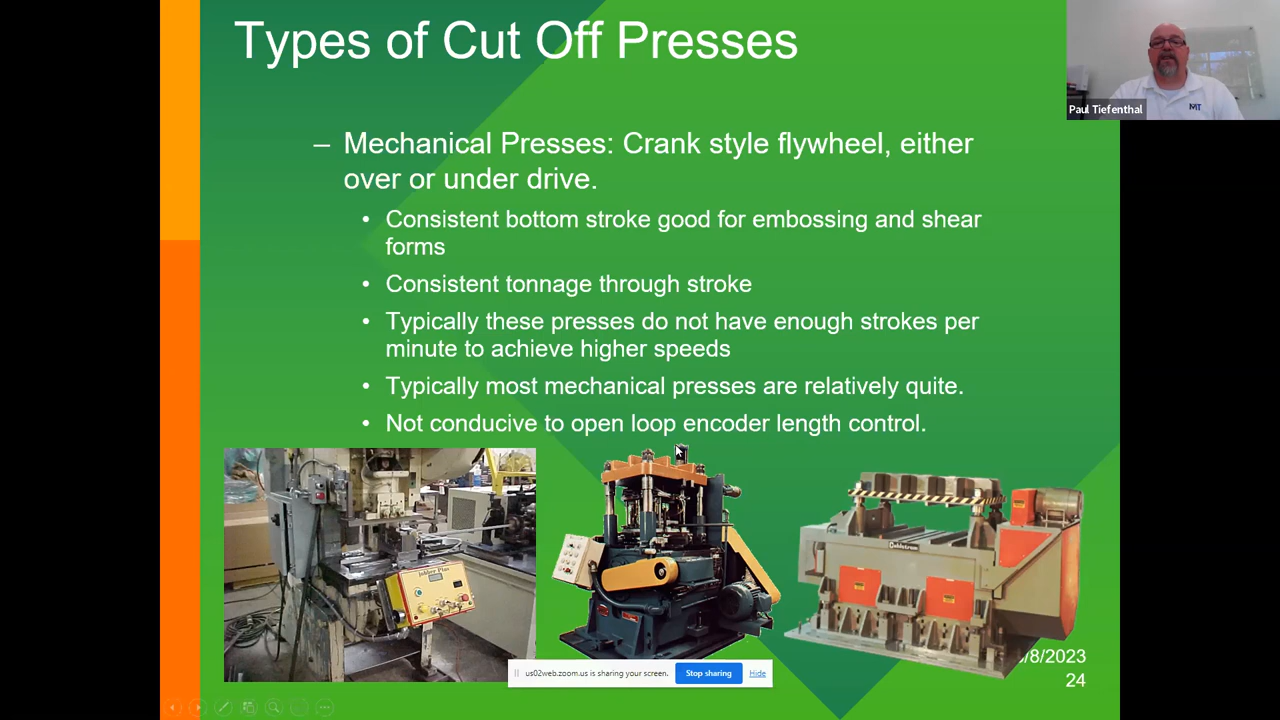 Types of Cut Off Presses
Paul Tiefenthal
MT
– Mechanical Presses: Crank style flywheel, either
over or under drive.
• Consistent bottom stroke good for embossing and shear
forms
• Consistent tonnage through stroke
• Typically these presses do not have enough strokes per
minute to achieve higher speeds
• Typically most mechanical presses are relatively quite.
• Not conducive to open loop encoder length control.
Jobber Plus
/8/2023
24
us02web.zoom.us is sharing your screen.
Stop sharing
Hide